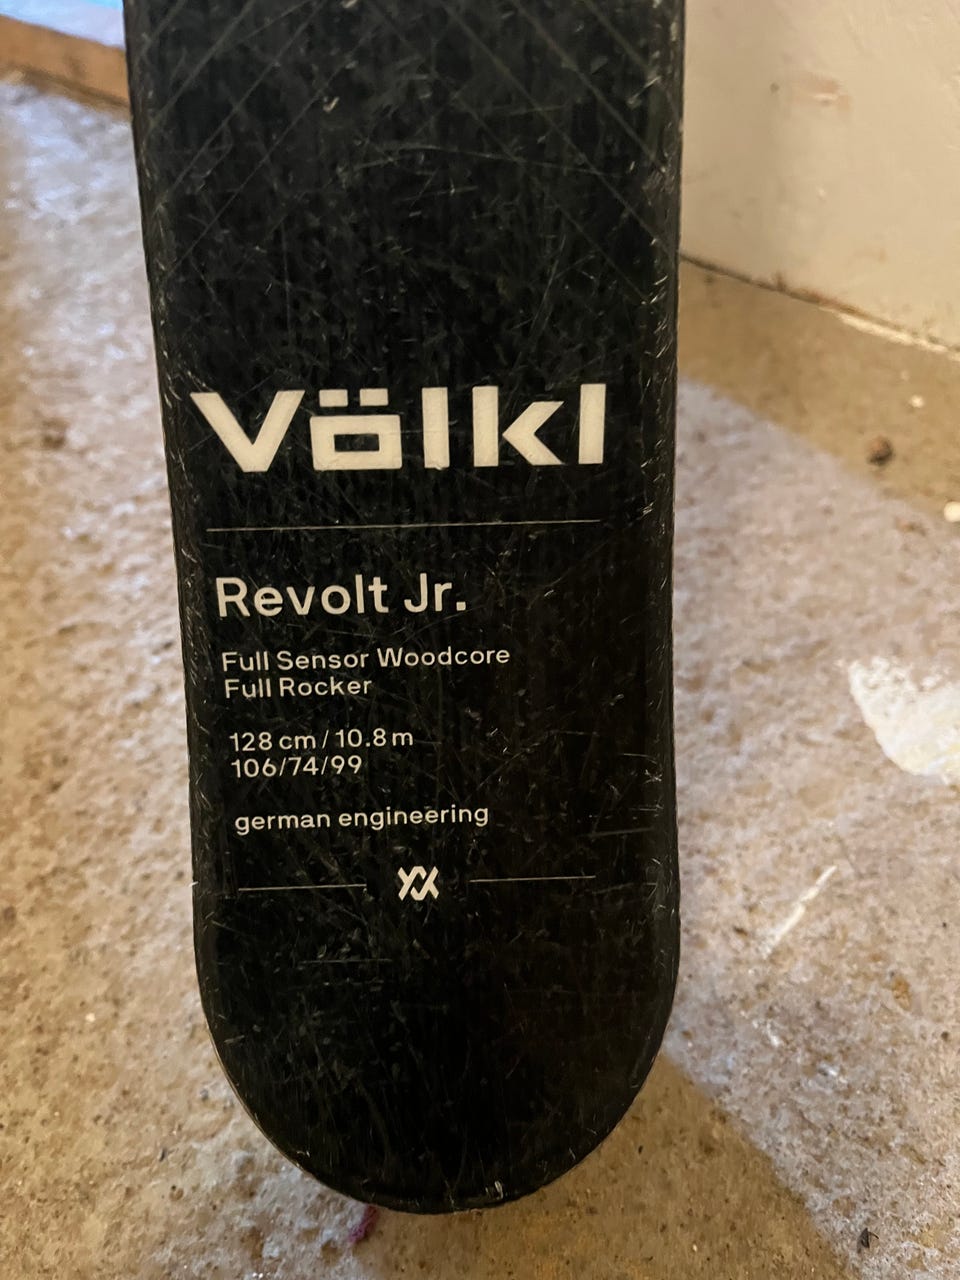 Völkl
Revolt Jr.
Full Sensor Woodcore
Full Rocker
128 cm / 10.8 m
106/74/99
german engineering